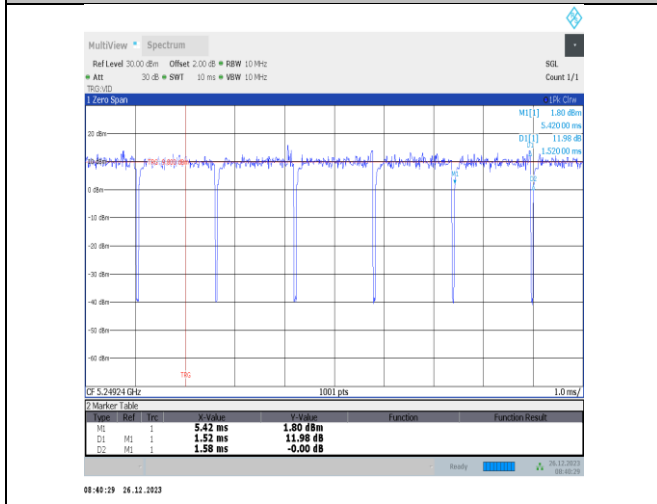 MultiView Spectrum
Ref Level 30.00 dBm Offset 2.00 dB RBW 10 MHz SGL
Att 30 dB SWT 10 ms VBW 10 MHz Count 1/1
TRG:VID
1 Zero Span 1Pk Clrw
M1[1] 1.80 dBm
5.420 00 ms
D1[1] 11.98 dB
1.520 00 ms
20 dBm
0 dBm
M1
D2
-10 dBm
-20 dBm
-30 dBm
-40 dBm
-50 dBm
-60 dBm
TRG
CF 5.24924 GHz 1001 pts 1.0 ms/
2 Marker Table
Type Ref Trc X-Value Y-Value Function Function Result
M1 1 5.42 ms 1.80 dBm
D1 M1 1 1.52 ms 11.98 dB
D2 M1 1 1.58 ms -0.00 dB
Ready 26.12.2023
08:40:29
08:40:29 26.12.2023